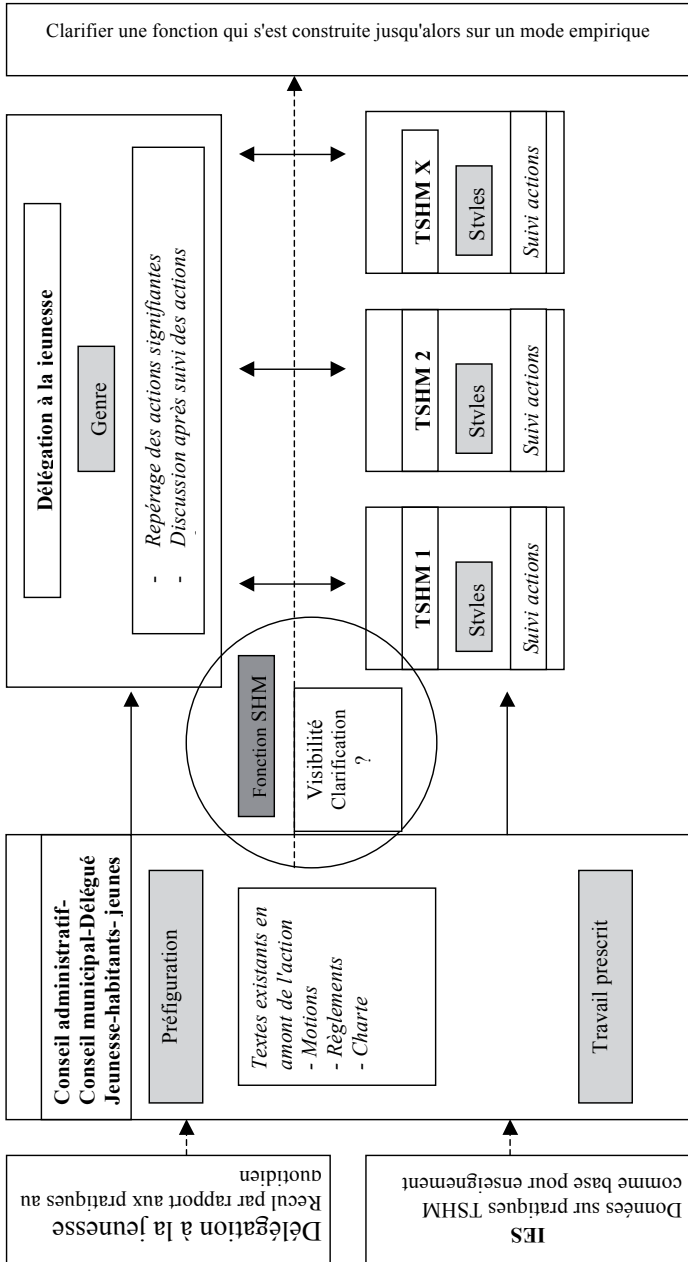 Délégation à la jeunesse
Recul par rapport aux pratiques au
quotidien
IES
Données sur pratiques TSHM
comme base pour enseignement
Conseil administratif-
Conseil municipal-Délégué
Jeunesse-habitants- jeunes
Préfiguration
Textes existants en
amont de l'action
- Motions
- Règlements
- Charte
Travail prescrit
Fonction SHM
Visibilité
Clarification
?
Délégation à la jeunesse
Genre
- Repérage des actions signifiantes
- Discussion après suivi des actions
TSHM 1
Styles
Suivi actions
TSHM 2
Styles
Suivi actions
TSHM X
Styles
Suivi actions
Clarifier une fonction qui s'est construite jusqu'alors sur un mode empirique